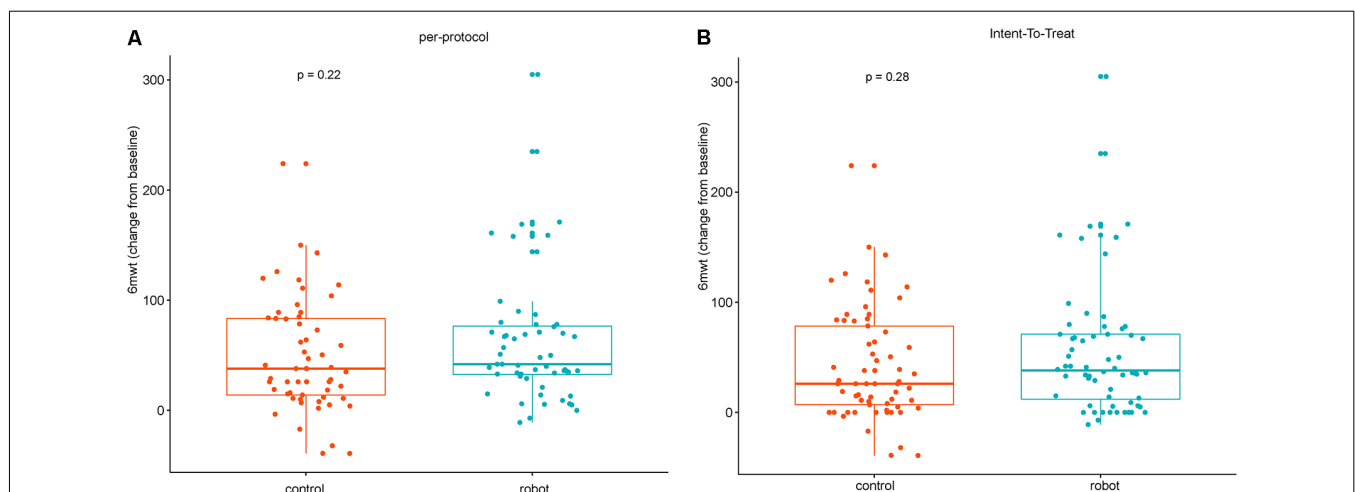 A
per-protocol
p = 0.22
6mwt (change from baseline)
300
200
100
0
control
robot
B
Intent-To-Treat
p = 0.28
6mwt (change from baseline)
300
200
100
0
control
robot